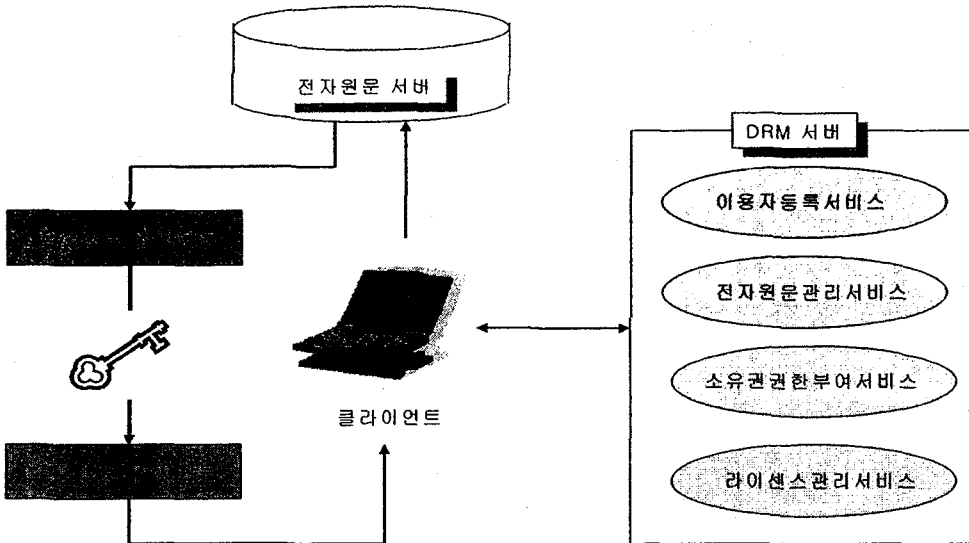 전자원문 서버
DRM 서버
이용자등록서비스
전자원문관리서비스
소유권권한부여서비스
라이센스관리서비스
클라이언트